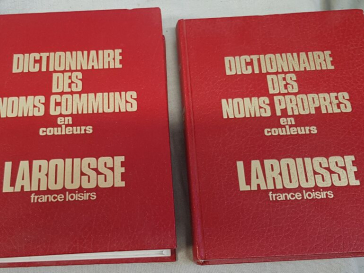 DICTIONNAIRE
DES
NOMS COMMUNS
en
couleurs
LAROUSSE
france loisirs
DICTIONNAIRE
DES
NOMS PROPRES
en
couleurs
LAROUSSE
france loisirs